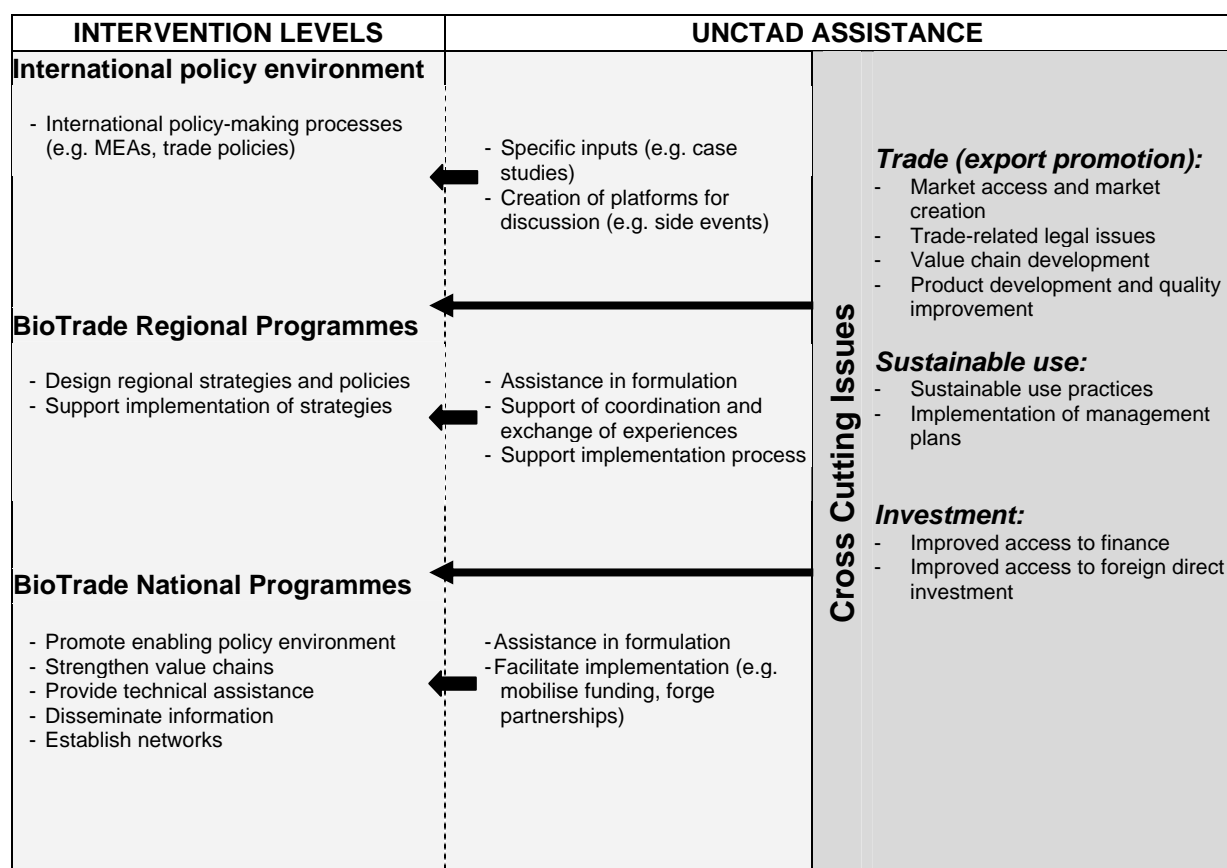 INTERVENTION LEVELS
UNCTAD ASSISTANCE
International policy environment
- International policy-making processes
(e.g. MEAs, trade policies)
- Specific inputs (e.g. case
studies)
- Creation of platforms for
discussion (e.g. side events)
BioTrade Regional Programmes
- Design regional strategies and policies
- Support implementation of strategies
- Assistance in formulation
- Support of coordination and
exchange of experiences
- Support implementation process
BioTrade National Programmes
- Promote enabling policy environment
- Strengthen value chains
- Provide technical assistance
- Disseminate information
- Establish networks
-Assistance in formulation
-Facilitate implementation (e.g.
mobilise funding, forge
partnerships)
Cross Cutting Issues
Trade (export promotion):
- Market access and market
creation
- Trade-related legal issues
- Value chain development
- Product development and quality
improvement
Sustainable use:
- Sustainable use practices
- Implementation of management
plans
Investment:
- Improved access to finance
- Improved access to foreign direct
investment